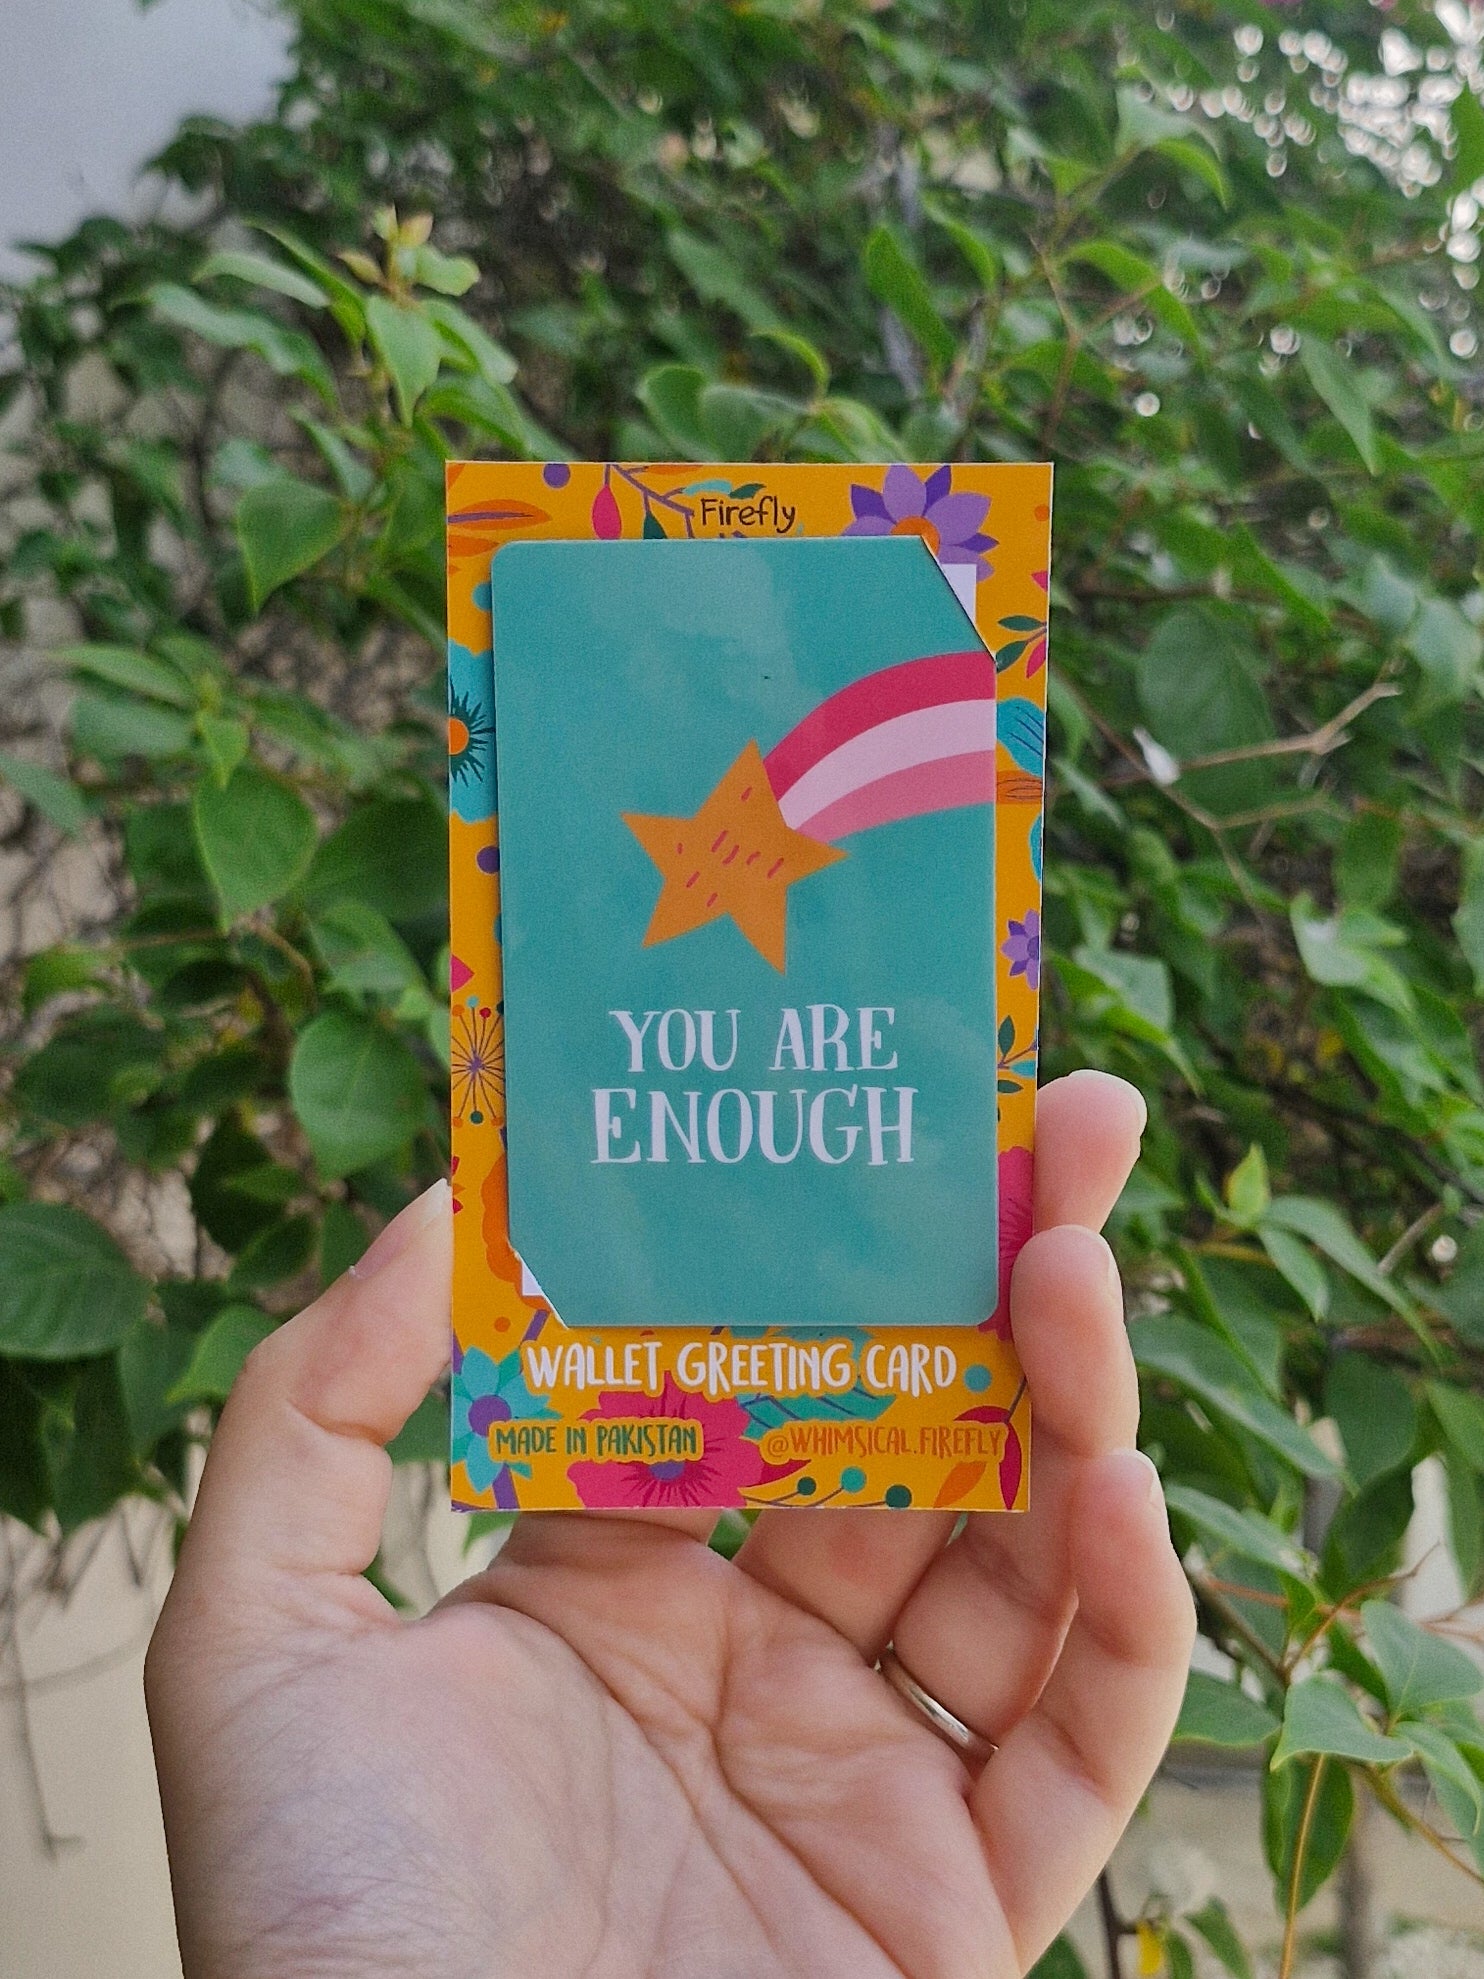 Firefly
YOU ARE
ENOUGH
WALLET GREETING CARD
MADE IN PAKISTAN
@WHIMSICAL.FIREFLY